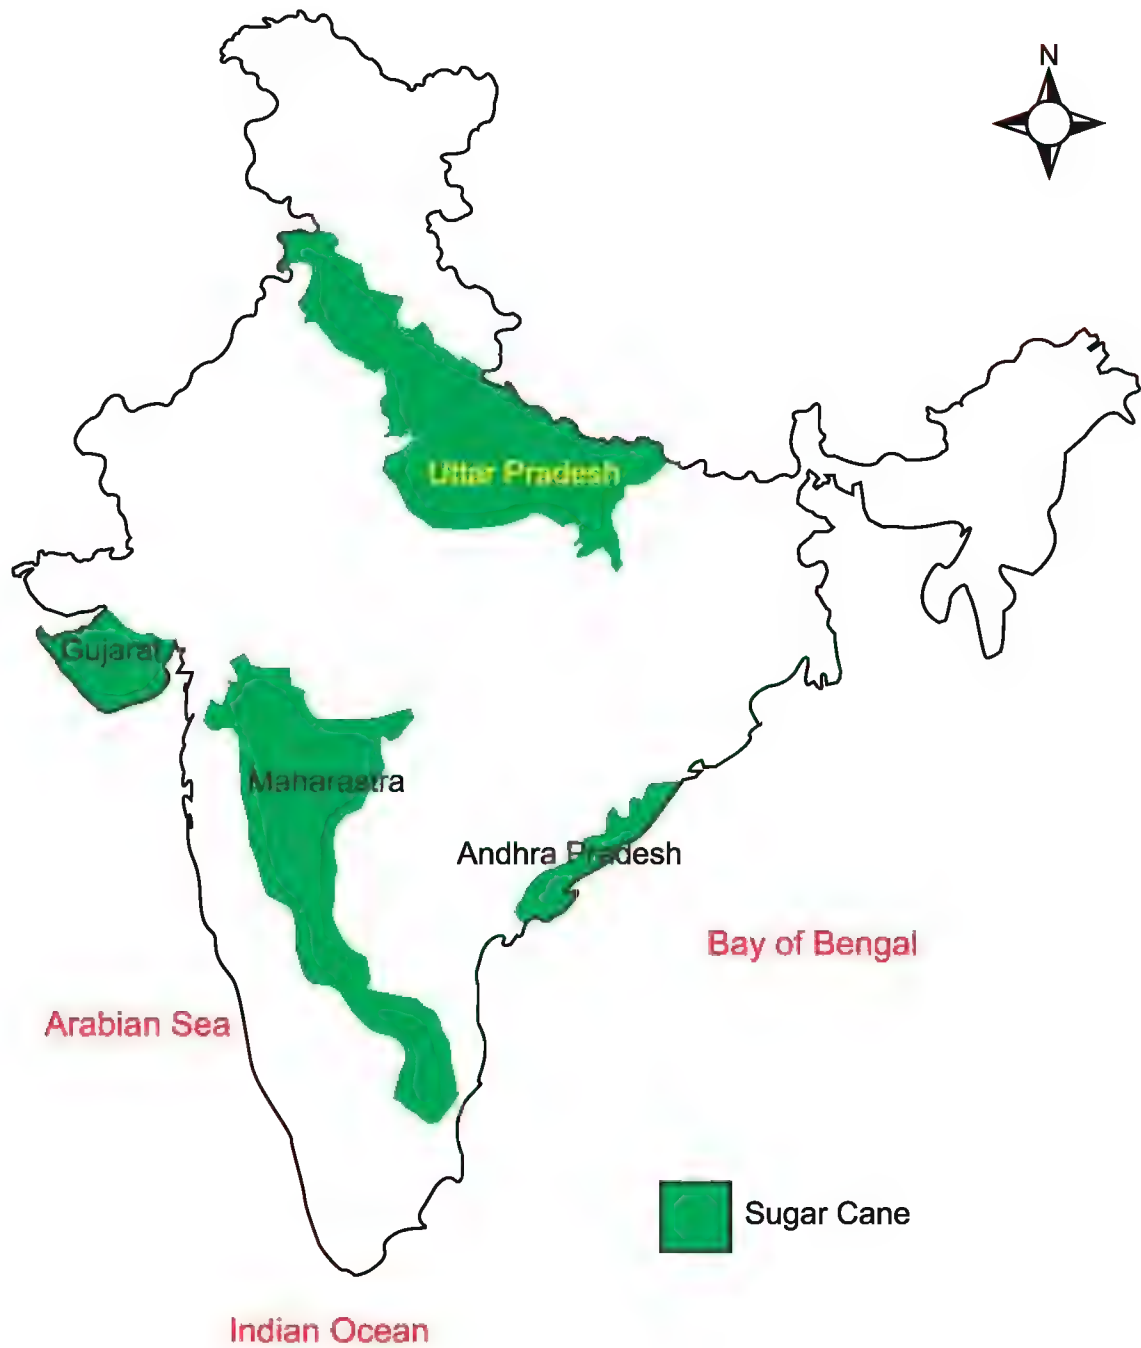 N
Uttar Pradesh
Gujarat
Maharastra
Andhra Pradesh
Bay of Bengal
Arabian Sea
Sugar Cane
Indian Ocean